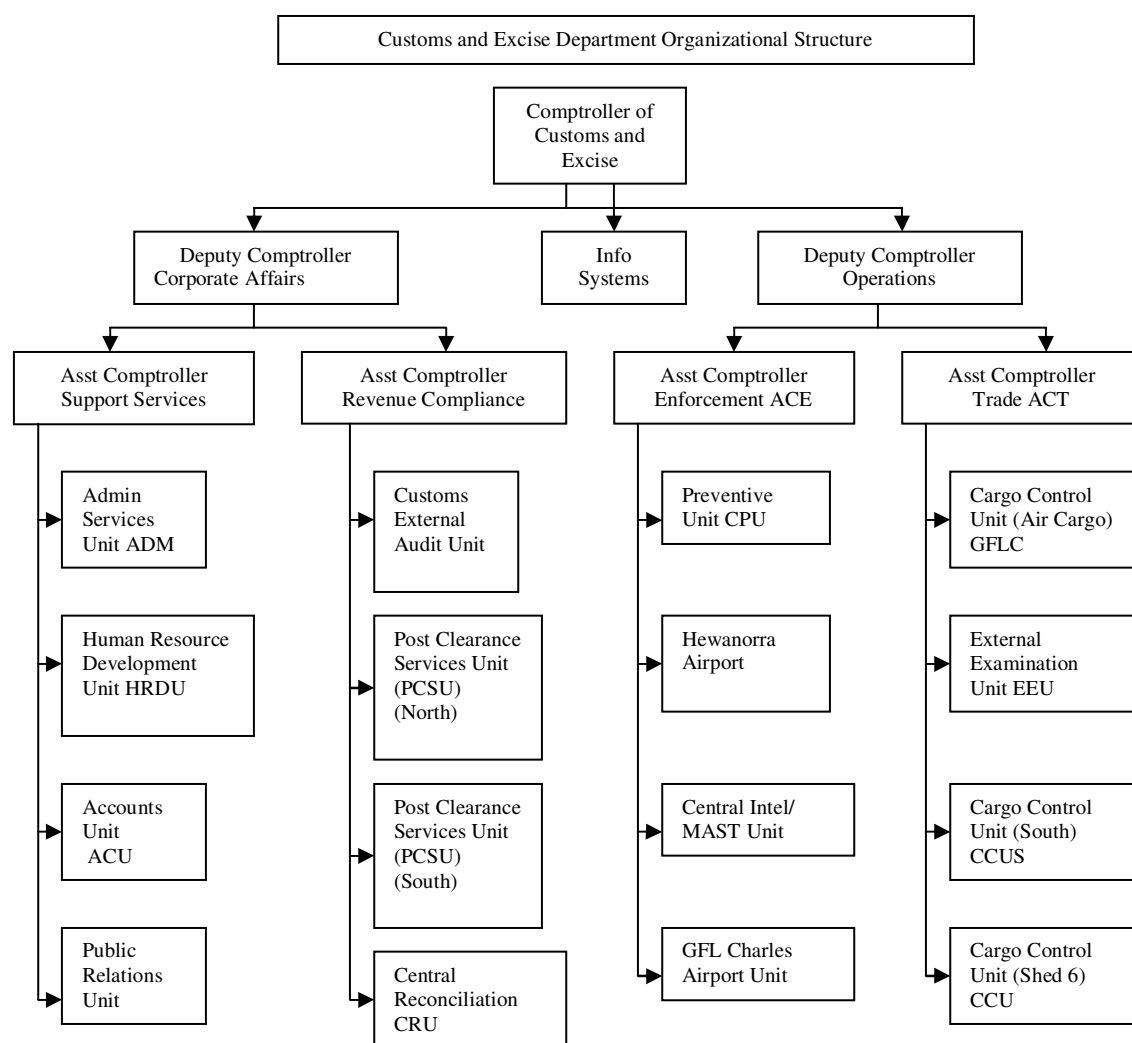 Customs and Excise Department Organizational Structure
Comptroller of
Customs and
Excise
Deputy Comptroller
Corporate Affairs
Info
Systems
Deputy Comptroller
Operations
Asst Comptroller
Support Services
Asst Comptroller
Revenue Compliance
Asst Comptroller
Enforcement ACE
Asst Comptroller
Trade ACT
Admin
Services
Unit ADM
Customs
External
Audit Unit
Preventive
Unit CPU
Cargo Control
Unit (Air Cargo)
GFLC
Human Resource
Development
Unit HRDU
Post Clearance
Services Unit
(PCSU)
(North)
Hewanorra
Airport
External
Examination
Unit EEU
Accounts
Unit
ACU
Post Clearance
Services Unit
(PCSU)
(South)
Central Intel/
MAST Unit
Cargo Control
Unit (South)
CCUS
Public
Relations
Unit
Central
Reconciliation
CRU
GFL Charles
Airport Unit
Cargo Control
Unit (Shed 6)
CCU